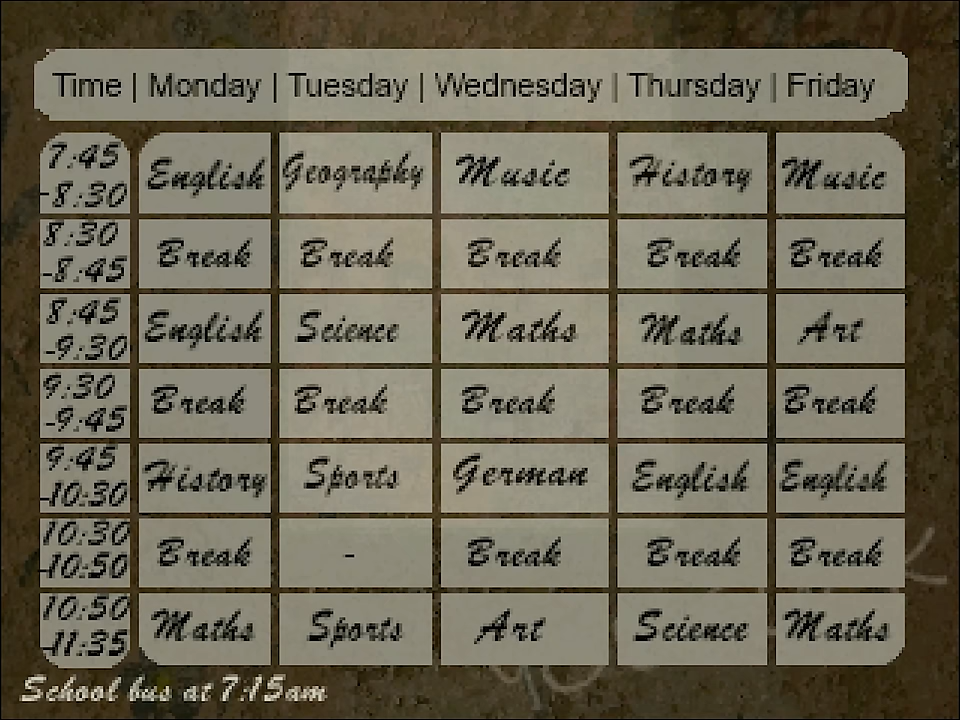 Time | Monday | Tuesday | Wednesday | Thursday | Friday
7:45 -8:30 English Geography Music History Music
8:30 -8:45 Break Break Break Break Break
8:45 -9:30 English Science Maths Maths Art
9:30 -9:45 Break Break Break Break Break
9:45 -10:30 History Sports German English English
10:30 -10:50 Break - Break Break Break
10:50 -11:35 Maths Sports Art Science Maths
School bus at 7:15am